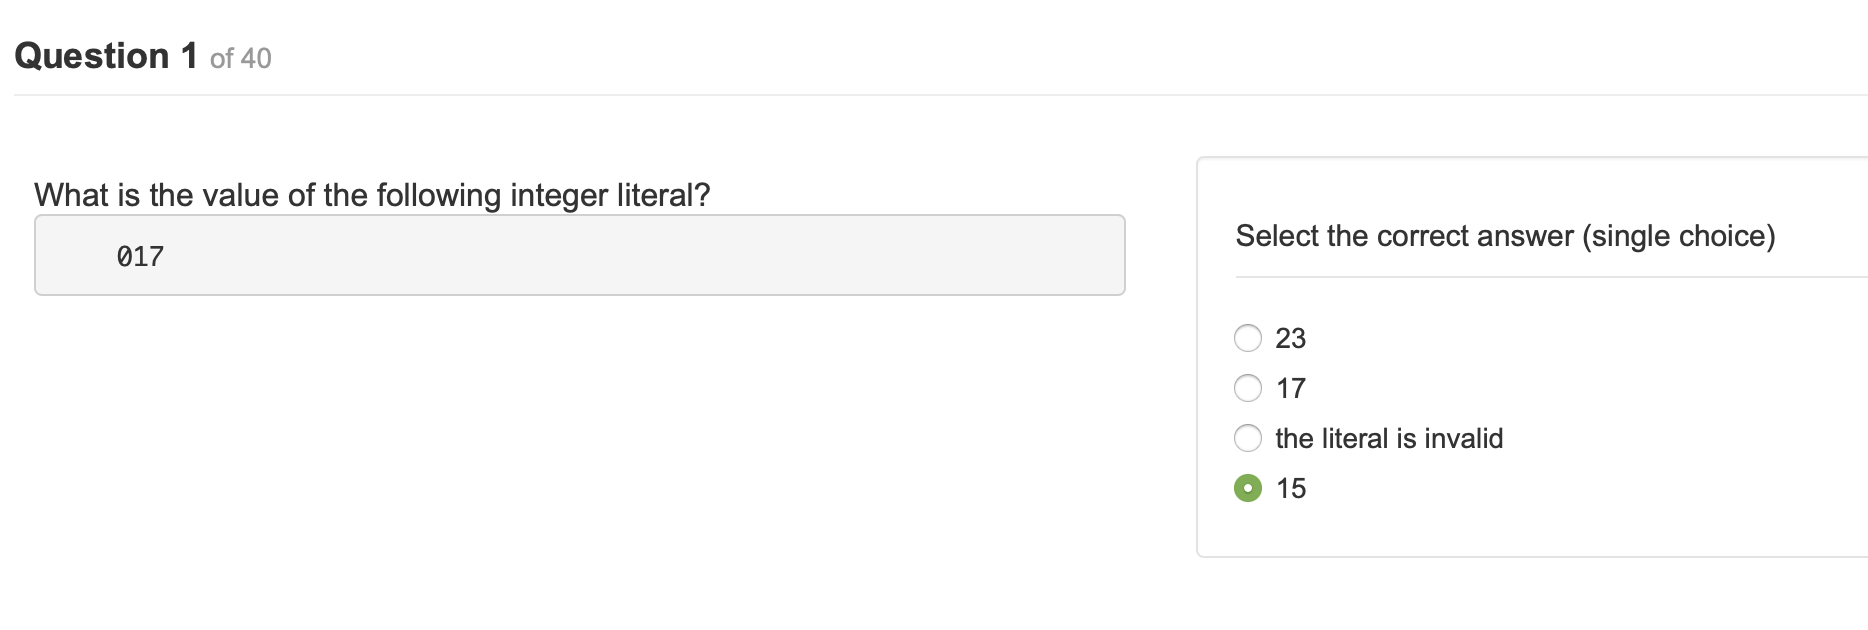 Question 1 of 40
What is the value of the following integer literal?
017
Select the correct answer (single choice)
23
17
the literal is invalid
15